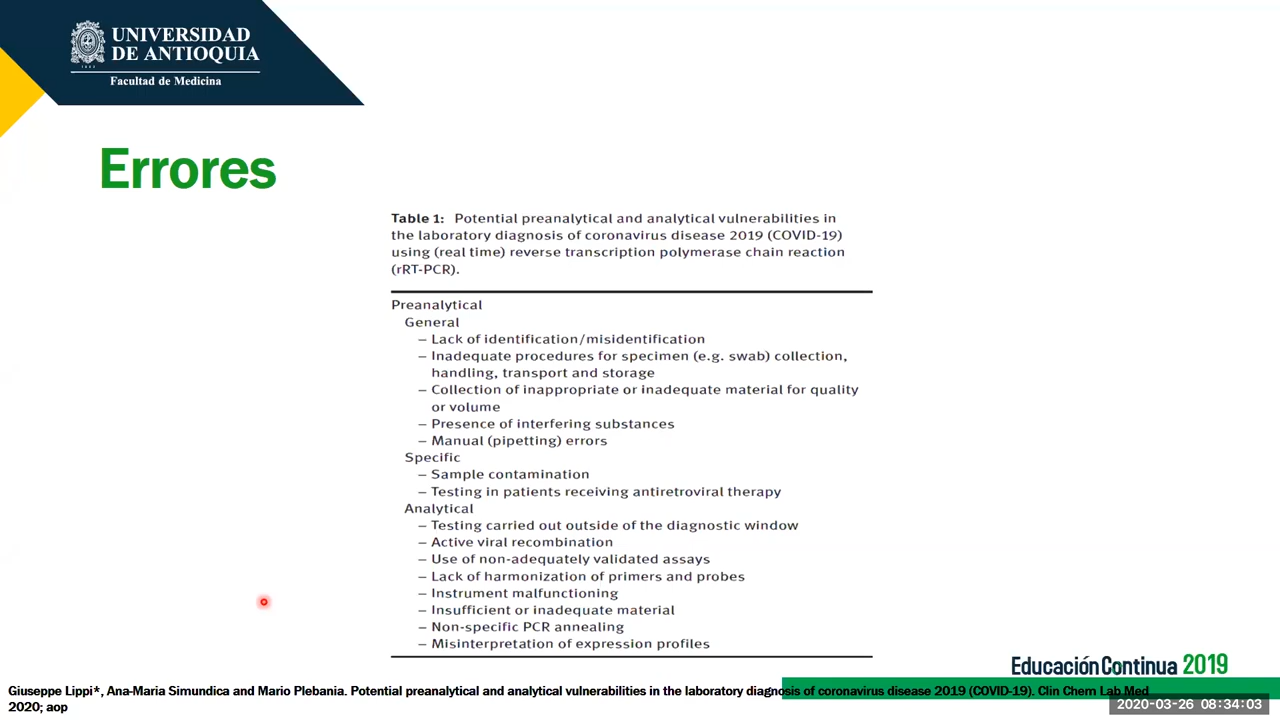 UNIVERSIDAD
DE ANTIOQUIA
1803
Facultad de Medicina
Errores
Table 1: Potential preanalytical and analytical vulnerabilities in
the laboratory diagnosis of coronavirus disease 2019 (COVID-19)
using (real time) reverse transcription polymerase chain reaction
(rRT-PCR).
Preanalytical
General
– Lack of identification/misidentification
– Inadequate procedures for specimen (e.g. swab) collection,
handling, transport and storage
– Collection of inappropriate or inadequate material for quality
or volume
– Presence of interfering substances
– Manual (pipetting) errors
Specific
– Sample contamination
– Testing in patients receiving antiretroviral therapy
Analytical
– Testing carried out outside of the diagnostic window
– Active viral recombination
– Use of non-adequately validated assays
– Lack of harmonization of primers and probes
– Instrument malfunctioning
– Insufficient or inadequate material
– Non-specific PCR annealing
– Misinterpretation of expression profiles
Educación Continua 2019
Giuseppe Lippi*, Ana-Maria Simundica and Mario Plebania. Potential preanalytical and analytical vulnerabilities in the laboratory diagnosis of coronavirus disease 2019 (COVID-19). Clin Chem Lab Med
2020; aop
2020-03-26 08:34:03